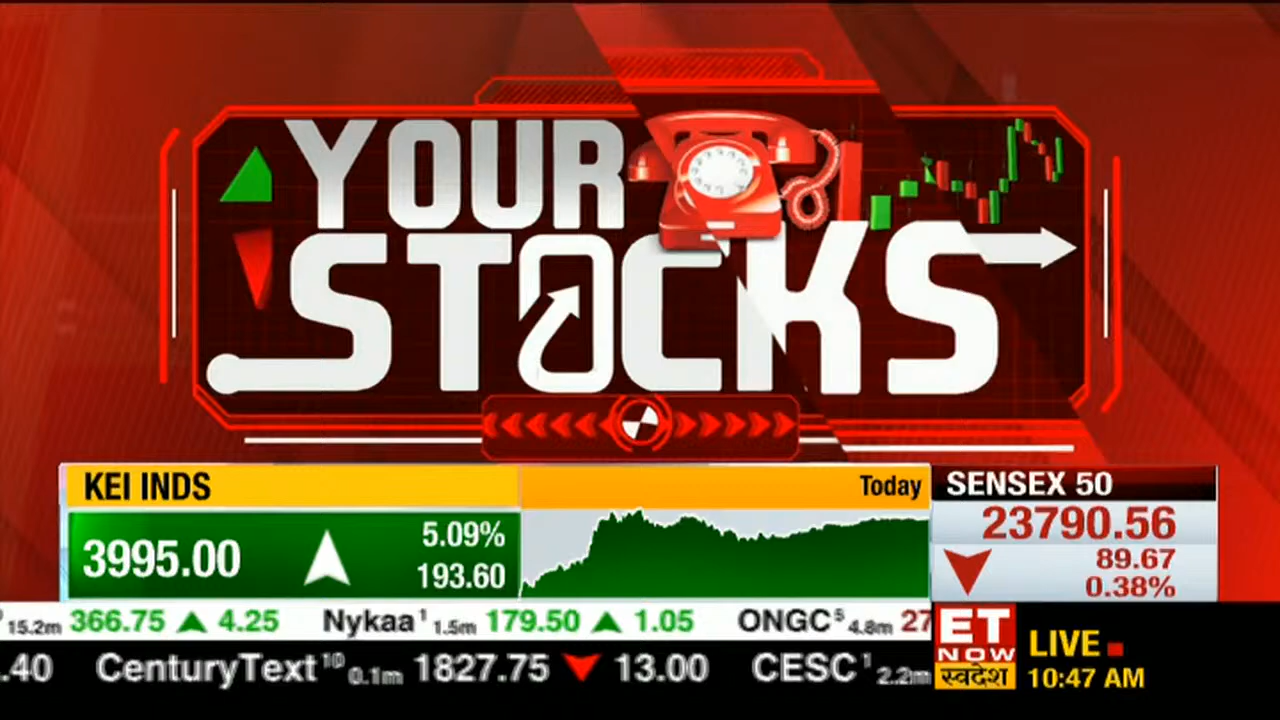 YOUR
STOCKS
KEI INDS
Today
3995.00
5.09%
193.60
SENSEX 50
23790.56
89.67
0.38%
15.2m 366.75 4.25 Nykaa 1 1.5m 179.50 1.05 ONGC 5 4.8m 27
.40 CenturyText 10 0.1m 1827.75 13.00 CESC 1 2.2m
ET
NOW
स्वदेश
LIVE
10:47 AM